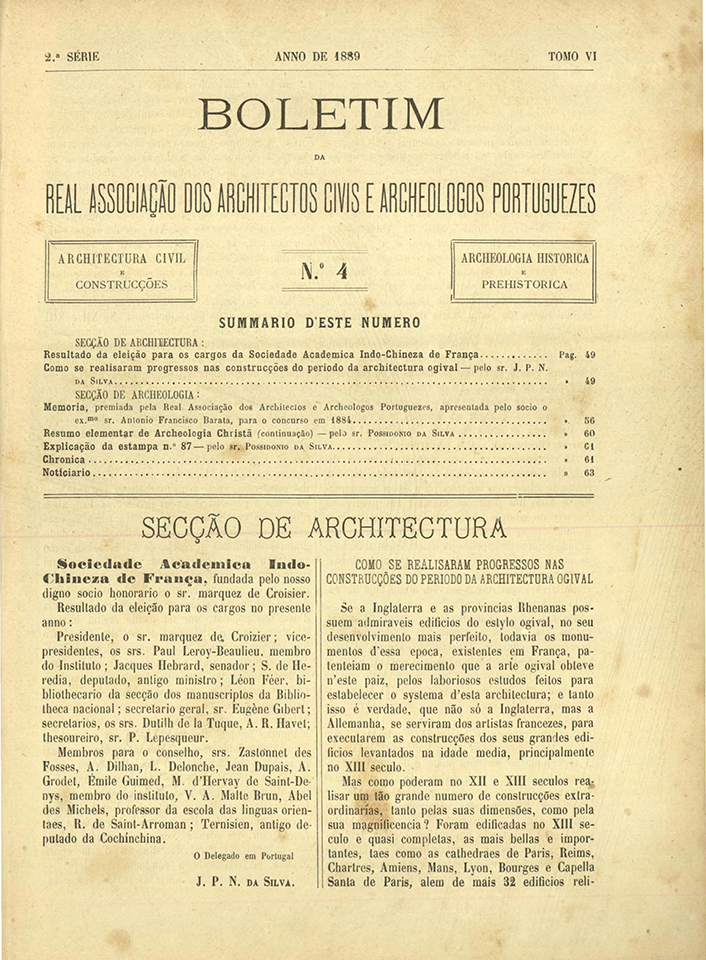 2.ª SÉRIE ANNO DE 1889 TOMO VI
BOLETIM
DA
REAL ASSOCIAÇÃO DOS ARCHITECTOS CIVIS E ARCHEOLOGOS PORTUGUEZES
ARCHITECTURA CIVIL
E
CONSTRUCÇÕES
N.º 4
ARCHEOLOGIA HISTORICA
E
PREHISTORICA
SUMMARIO D'ESTE NUMERO
SECÇÃO DE ARCHITECTURA:
Resultado da eleição para os cargos da Sociedade Academica Indo-Chineza de França............ Pag. 49
Como se realisaram progressos nas construcções do periodo da architectura ogival — pelo sr. J. P. N.
DA SILVA............ » 49
SECÇÃO DE ARCHEOLOGIA:
Memoria, premiada pela Real Associação dos Architectos e Archeologos Portuguezes, apresentada pelo socio o
ex.mo sr. Antonio Francisco Barata, para o concurso em 1884............ » 56
Resumo elementar de Archeologia Christã (continuação) — pelo sr. POSSIDONIO DA SILVA............ » 60
Explicação da estampa n.º 87 — pelo sr. POSSIDONIO DA SILVA............ » 61
Chronica............ » 61
Noticiario............ » 63
SECÇÃO DE ARCHITECTURA
Sociedade Academica Indo-
Chineza de França, fundada pelo nosso
digno socio honorario o sr. marquez de Croisier.
Resultado da eleição para os cargos no presente
anno:
Presidente, o sr. marquez de Croizier; vice-
presidentes, os srs. Paul Leroy-Beaulieu, membro
do Instituto; Jacques Hebrard, senador; S. de He-
redia, deputado, antigo ministro; Léon Féer, bi-
bliothecario da secção dos manuscriptos da Biblio-
theca nacional; secretario geral, sr. Eugène Gibert;
secretarios, os srs. Dutilh de la Tuque, A. R. Havet;
thesoureiro, sr. P. Lepesqueur.
Membros para o conselho, srs. Zastonnet des
Fosses, A. Dilhan, L. Delonche, Jean Dupais, A.
Grodet, Émile Guimed, M. d'Hervay de Saint-De-
nys, membro do instituto, V. A. Malte Brun, Abel
des Michels, professor da escola das linguas orien-
taes, R. de Saint-Arroman; Ternisien, antigo de-
putado da Cochinchina.
O Delegado em Portugal
J. P. N. DA SILVA.
COMO SE REALISARAM PROGRESSOS NAS
CONSTRUCÇÕES DO PERIODO DA ARCHITECTURA OGIVAL
Se a Inglaterra e as provincias Rhenanas pos-
suem admiraveis edificios do estylo ogival, no seu
desenvolvimento mais perfeito, todavia os monu-
mentos d'essa epoca, existentes em França, pa-
tenteiam o merecimento que a arte ogival obteve
n'este paiz, pelos laboriosos estudos feitos para
estabelecer o systema d'esta architectura; e tanto
isso é verdade, que não só a Inglaterra, mas a
Allemanha, se serviram dos artistas francezes, para
executarem as construcções dos seus grandes edi-
ficios levantados na idade media, principalmente
no XIII seculo.
Mas como poderam no XII e XIII seculos rea-
lisar um tão grande numero de construcções extra-
ordinarias, tanto pelas suas dimensões, como pela
sua magnificencia? Foram edificadas no XIII se-
culo e quasi completas, as mais bellas e impor-
tantes, taes como as cathedraes de Paris, Reims,
Chartres, Amiens, Mans, Lyon, Bourges e Capella
Santa de Paris, alem de mais 32 edificios reli-